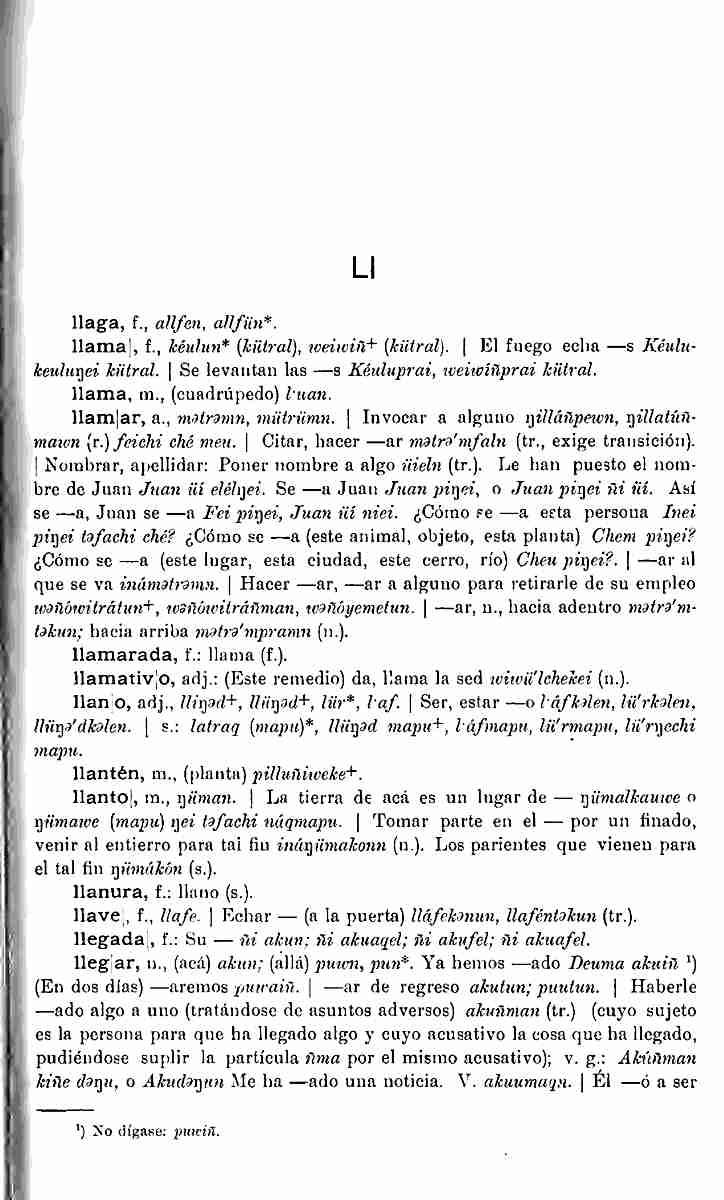 Ll
llaga, f., allfen, allfün*.
llama|, f., kéulun* (kütral), weiwiñ+ (kütral). | El fuego echa —s Kéulu-
keuluŋei kütral. | Se levantan las —s Kéuluprai, weiwíñprai kütral.
llama, m., (cuadrúpedo) l·uan.
llam|ar, a., mətrəmn, mütrümn. | Invocar a alguno ŋilláñpewn, ŋillatúñ-
mawn (r.) feichi ché meu. | Citar, hacer —ar mətrə'mfaln (tr., exige transición).
| Nombrar, apellidar: Poner nombre a algo üieln (tr.). Le han puesto el nom-
bre de Juan Juan üí elélŋei. Se —a Juan Juan piŋei, o Juan piŋei ñi üí. Así
se —a, Juan se —a Fei piŋei, Juan üí niei. ¿Cómo se —a esta persona Inei
piŋei təfachi ché? ¿Cómo se —a (este animal, objeto, esta planta) Chem piŋei?
¿Cómo se —a (este lugar, esta ciudad, este cerro, río) Cheu piŋei?. | —ar al
que se va inámətrəmn. | Hacer —ar, —ar a alguno para retirarle de su empleo
wəñówitrátun+, wəñówitráñman, wəñóyemetun. | —ar, n., hacia adentro mətrə'm-
təkun; hacia arriba mətrə'mpramn (n.).
llamarada, f.: llama (f.).
llamativ|o, adj.: (Este remedio) da, llama la sed wiwü'lchekei (n.).
llan|o, adj., lliŋəd+, llüŋəd+, lür*, l·af. | Ser, estar —o l·áfkəlen, lü'rkəlen,
llüŋə'dkəlen. | s.: latraq (mapu)*, llüŋəd mapu+, l·áfmapu, lü'rmapu, lü'rŋechi
mapu.
llantén, m., (planta) pilluñiweke+.
llanto|, m., ŋüman. | La tierra de acá es un lugar de — ŋümalkauwe o
ŋümawe (mapu) ŋei təfachi náqmapu. | Tomar parte en el — por un finado,
venir al entierro para tal fin ináŋümakonn (n.). Los parientes que vienen para
el tal fin ŋümákón (s.).
llanura, f.: llano (s.).
llave|, f., llafe. | Echar — (a la puerta) lláfekənun, llaféntəkun (tr.).
llegada|, f.: Su — ñi akun; ñi akuaqel; ñi akufel; ñi akuafel.
lleg|ar, n., (acá) akun; (allá) puwn, pun*. Ya hemos —ado Deuma akuiñ ¹)
(En dos días) —aremos puwaiñ. | —ar de regreso akutun; puutun. | Haberle
—ado algo a uno (tratándose de asuntos adversos) akuñman (tr.) (cuyo sujeto
es la persona para que ha llegado algo y cuyo acusativo la cosa que ha llegado,
pudiéndose suplir la partícula ñma por el mismo acusativo); v. g.: Akúñman
kiñe dəŋu, o Akudəŋun Me ha —ado una noticia. V. akuumaqn. | Él —ó a ser
¹) No dígase: puwiñ.